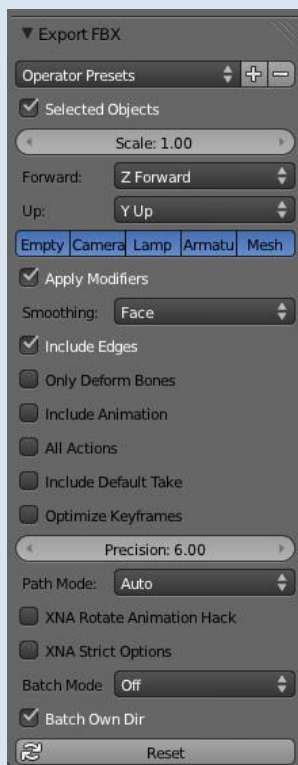 Export FBX
Operator Presets
Selected Objects
Scale: 1.00
Forward: Z Forward
Up: Y Up
Empty Camera Lamp Armatu Mesh
Apply Modifiers
Smoothing: Face
Include Edges
Only Deform Bones
Include Animation
All Actions
Include Default Take
Optimize Keyframes
Precision: 6.00
Path Mode: Auto
XNA Rotate Animation Hack
XNA Strict Options
Batch Mode Off
Batch Own Dir
Reset